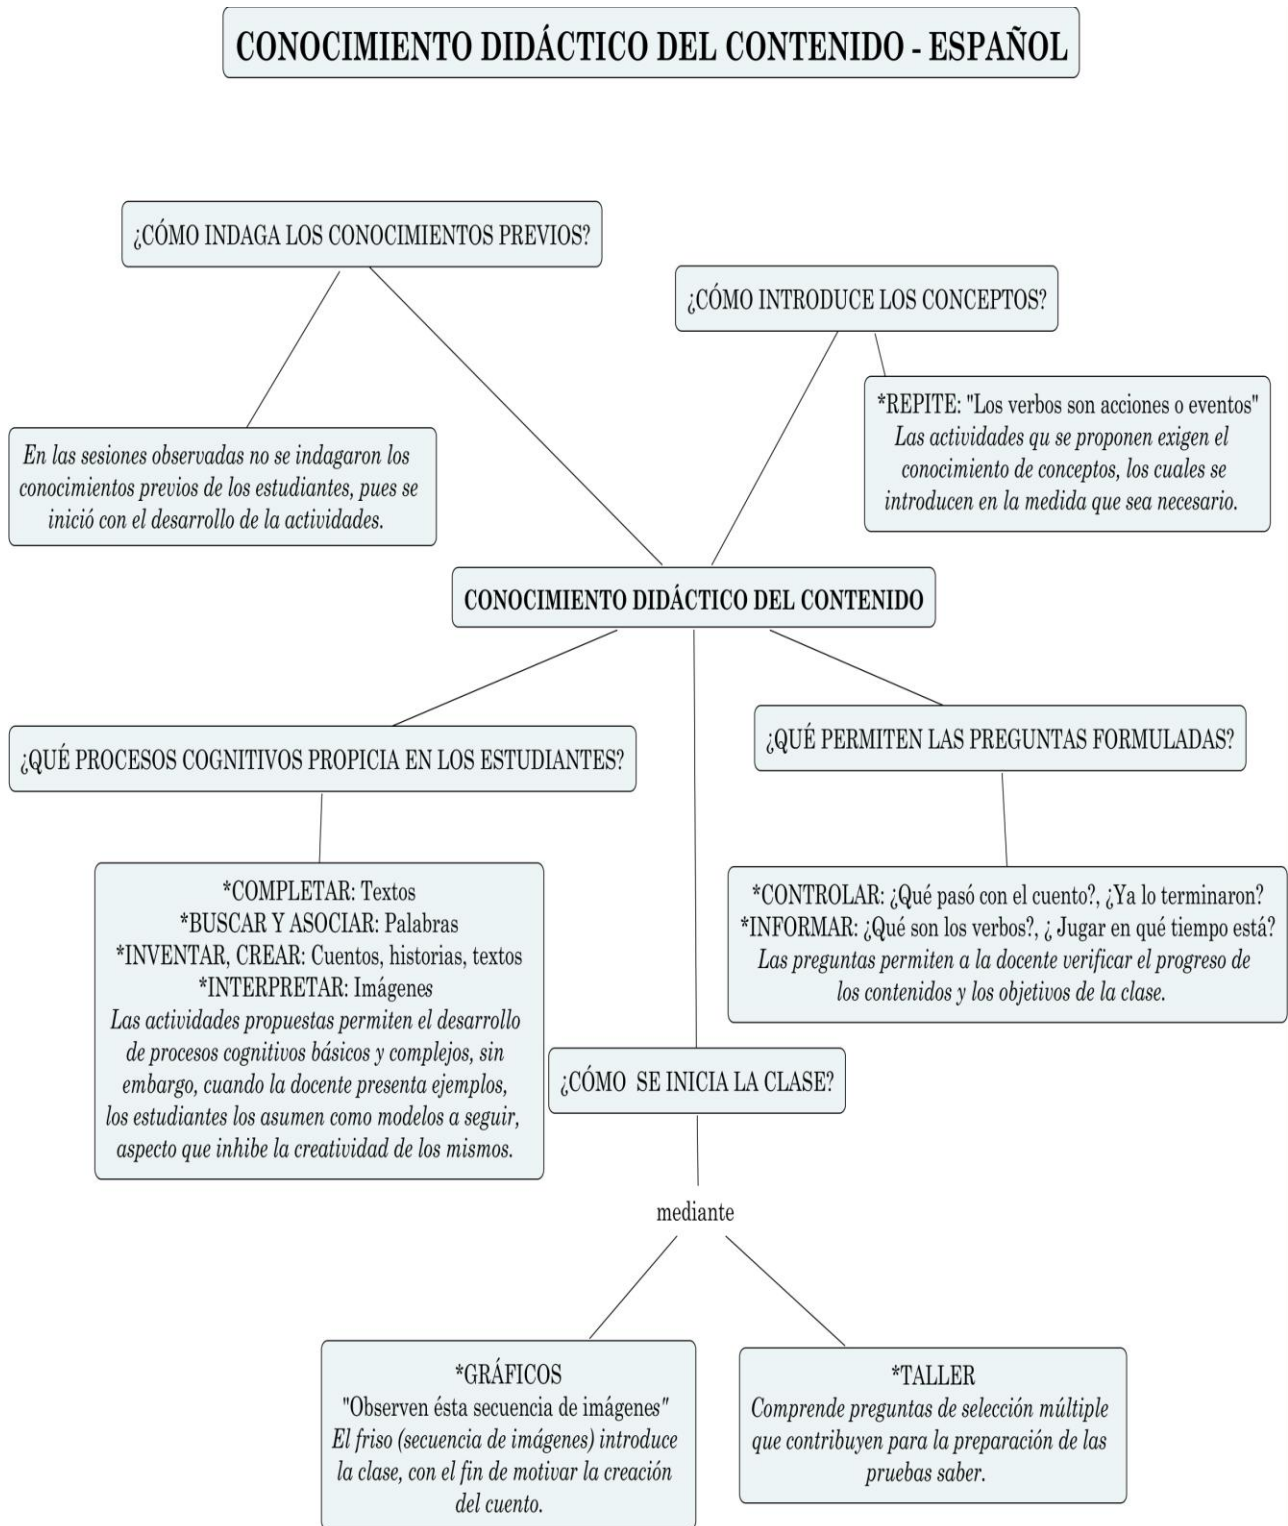 CONOCIMIENTO DIDÁCTICO DEL CONTENIDO - ESPAÑOL
¿CÓMO INDAGA LOS CONOCIMIENTOS PREVIOS?
¿CÓMO INTRODUCE LOS CONCEPTOS?
*REPITE: "Los verbos son acciones o eventos"
Las actividades qu se proponen exigen el
conocimiento de conceptos, los cuales se
introducen en la medida que sea necesario.
En las sesiones observadas no se indagaron los
conocimientos previos de los estudiantes, pues se
inició con el desarrollo de la actividades.
CONOCIMIENTO DIDÁCTICO DEL CONTENIDO
¿QUÉ PROCESOS COGNITIVOS PROPICIA EN LOS ESTUDIANTES?
¿QUÉ PERMITEN LAS PREGUNTAS FORMULADAS?
*COMPLETAR: Textos
*BUSCAR Y ASOCIAR: Palabras
*INVENTAR, CREAR: Cuentos, historias, textos
*INTERPRETAR: Imágenes
Las actividades propuestas permiten el desarrollo
de procesos cognitivos básicos y complejos, sin
embargo, cuando la docente presenta ejemplos,
los estudiantes los asumen como modelos a seguir,
aspecto que inhibe la creatividad de los mismos.
*CONTROLAR: ¿Qué pasó con el cuento?, ¿Ya lo terminaron?
*INFORMAR: ¿Qué son los verbos?, ¿ Jugar en qué tiempo está?
Las preguntas permiten a la docente verificar el progreso de
los contenidos y los objetivos de la clase.
¿CÓMO  SE INICIA LA CLASE?
mediante
*GRÁFICOS
"Observen ésta secuencia de imágenes"
El friso (secuencia de imágenes) introduce
la clase, con el fin de motivar la creación
del cuento.
*TALLER
Comprende preguntas de selección múltiple
que contribuyen para la preparación de las
pruebas saber.